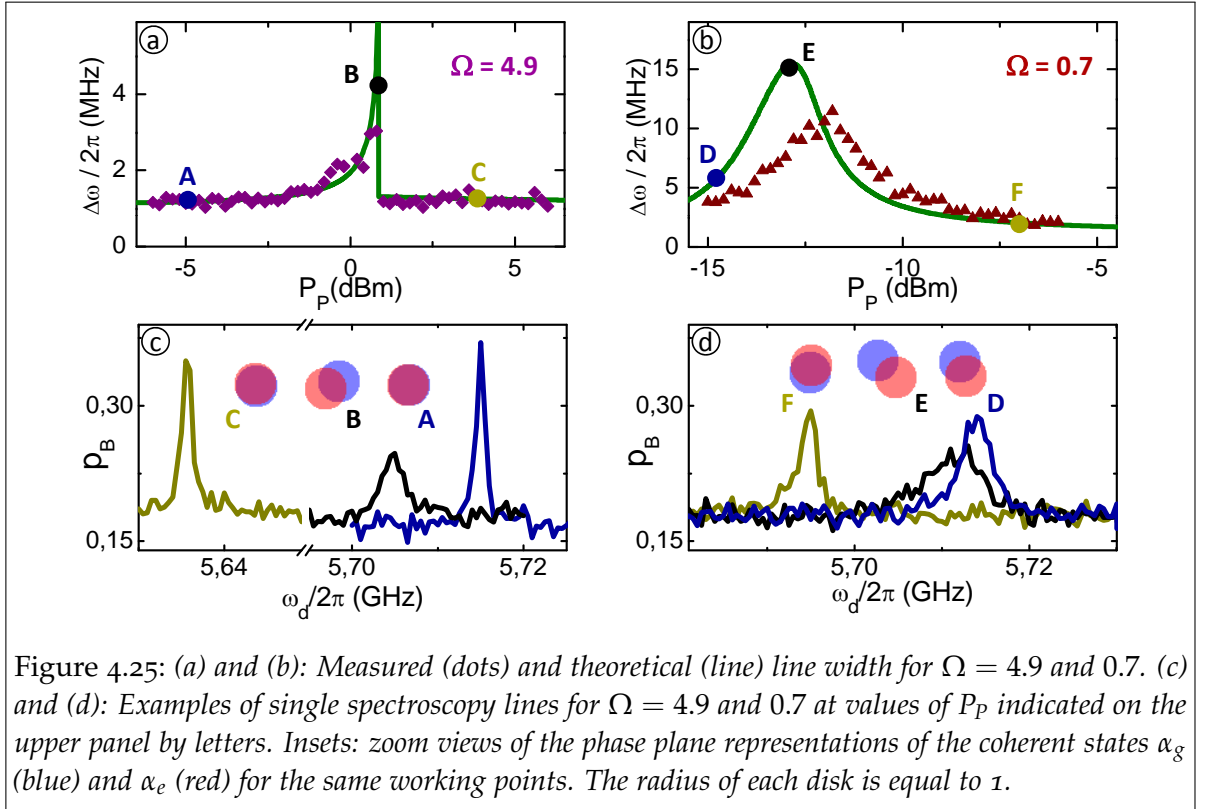 a
Ω = 4.9
B
A
C
4
2
0
Δω / 2π (MHz)
-5
0
5
P_P(dBm)
b
E
Ω = 0.7
D
F
15
10
5
0
Δω / 2π (MHz)
-15
-10
-5
P_P (dBm)
c
C
B
A
0.30
0.15
p_B
5,64
5,70
5,72
ω_d/2π (GHz)
d
F
E
D
0.30
0.15
p_B
5,70
5,72
ω_d/2π (GHz)
Figure 4.25: (a) and (b): Measured (dots) and theoretical (line) line width for Ω = 4.9 and 0.7. (c)
and (d): Examples of single spectroscopy lines for Ω = 4.9 and 0.7 at values of P_P indicated on the
upper panel by letters. Insets: zoom views of the phase plane representations of the coherent states α_g
(blue) and α_e (red) for the same working points. The radius of each disk is equal to 1.